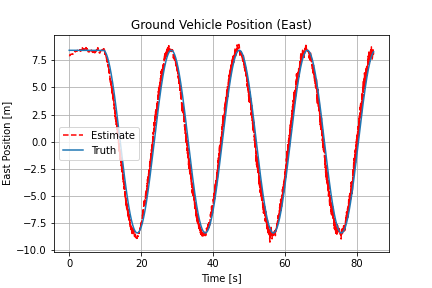 Ground Vehicle Position (East)
East Position [m]
7.5
5.0
2.5
0.0
−2.5
−5.0
−7.5
−10.0
Estimate
Truth
0 20 40 60 80
Time [s]